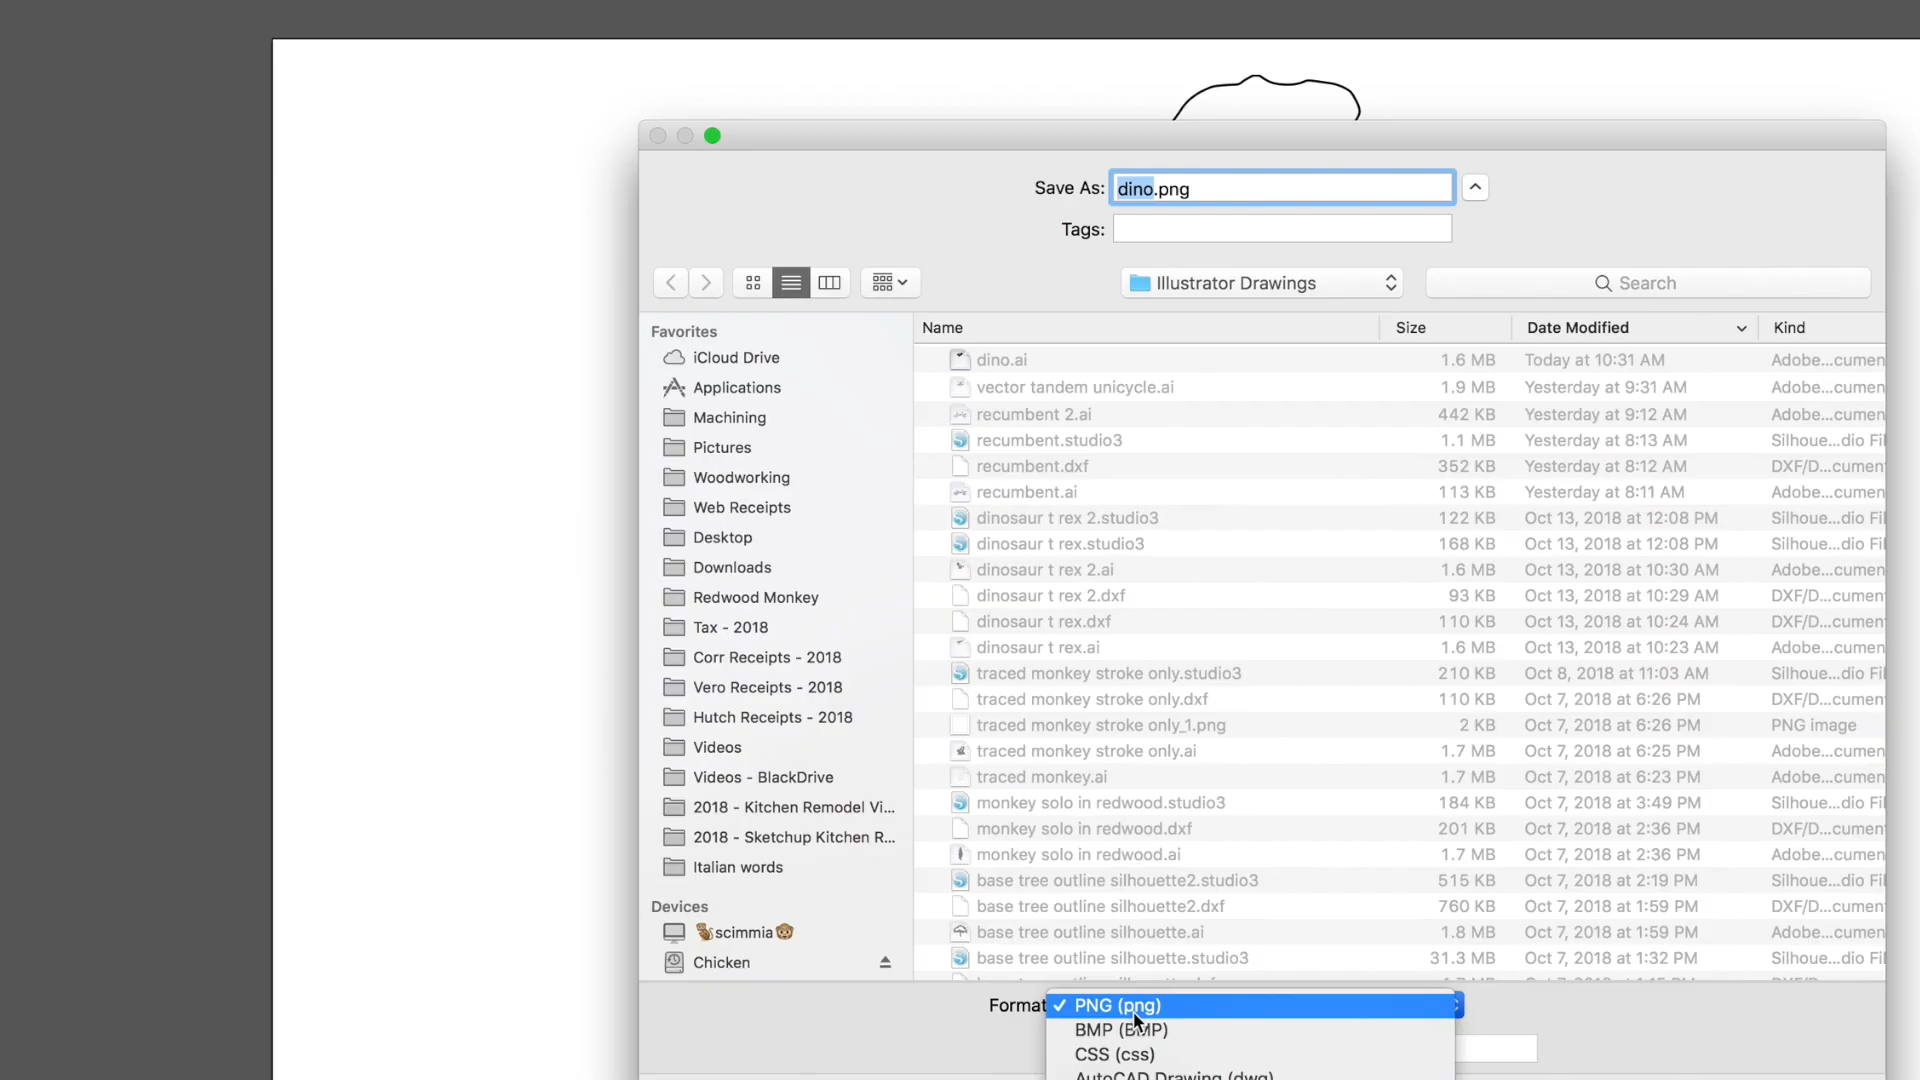 Save As: dino.png
Tags:
Illustrator Drawings
Search
Favorites
iCloud Drive
Applications
Machining
Pictures
Woodworking
Web Receipts
Desktop
Downloads
Redwood Monkey
Tax - 2018
Corr Receipts - 2018
Vero Receipts - 2018
Hutch Receipts - 2018
Videos
Videos - BlackDrive
2018 - Kitchen Remodel Vi...
2018 - Sketchup Kitchen R...
Italian words
Devices
🐒scimmia🐵
Chicken
Name Size Date Modified Kind
dino.ai 1.6 MB Today at 10:31 AM Adobe...cumen
vector tandem unicycle.ai 1.9 MB Yesterday at 9:31 AM Adobe...cumen
recumbent 2.ai 442 KB Yesterday at 9:12 AM Adobe...cumen
recumbent.studio3 1.1 MB Yesterday at 8:13 AM Silhoue...dio Fil
recumbent.dxf 352 KB Yesterday at 8:12 AM DXF/D...cumen
recumbent.ai 113 KB Yesterday at 8:11 AM Adobe...cumen
dinosaur t rex 2.studio3 122 KB Oct 13, 2018 at 12:08 PM Silhoue...dio Fil
dinosaur t rex.studio3 168 KB Oct 13, 2018 at 12:08 PM Silhoue...dio Fil
dinosaur t rex 2.ai 1.6 MB Oct 13, 2018 at 10:30 AM Adobe...cumen
dinosaur t rex 2.dxf 93 KB Oct 13, 2018 at 10:29 AM DXF/D...cumen
dinosaur t rex.dxf 110 KB Oct 13, 2018 at 10:24 AM DXF/D...cumen
dinosaur t rex.ai 1.6 MB Oct 13, 2018 at 10:23 AM Adobe...cumen
traced monkey stroke only.studio3 210 KB Oct 8, 2018 at 11:03 AM Silhoue...dio Fil
traced monkey stroke only.dxf 110 KB Oct 7, 2018 at 6:26 PM DXF/D...cumen
traced monkey stroke only_1.png 2 KB Oct 7, 2018 at 6:26 PM PNG image
traced monkey stroke only.ai 1.7 MB Oct 7, 2018 at 6:25 PM Adobe...cumen
traced monkey.ai 1.7 MB Oct 7, 2018 at 6:23 PM Adobe...cumen
monkey solo in redwood.studio3 184 KB Oct 7, 2018 at 3:49 PM Silhoue...dio Fil
monkey solo in redwood.dxf 201 KB Oct 7, 2018 at 2:36 PM DXF/D...cumen
monkey solo in redwood.ai 1.7 MB Oct 7, 2018 at 2:36 PM Adobe...cumen
base tree outline silhouette2.studio3 515 KB Oct 7, 2018 at 2:19 PM Silhoue...dio Fil
base tree outline silhouette2.dxf 760 KB Oct 7, 2018 at 1:59 PM DXF/D...cumen
base tree outline silhouette.ai 1.8 MB Oct 7, 2018 at 1:59 PM Adobe...cumen
base tree outline silhouette.studio3 31.3 MB Oct 7, 2018 at 1:32 PM Silhoue...dio Fil
Format ✓ PNG (png)
BMP (BMP)
CSS (css)
AutoCAD Drawing (dwg)